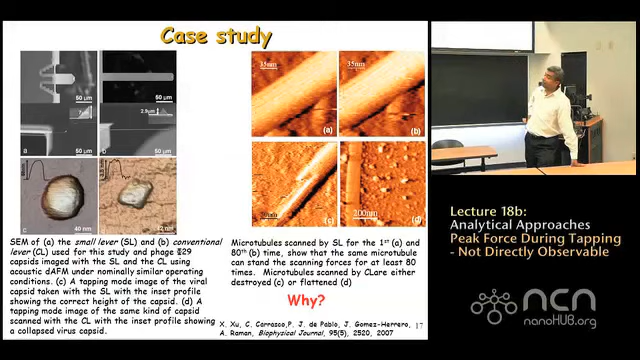 Case study
50 µm
50 µm
50 µm
2.9µm
50 µm
a
b
c
40 nm
d
42 nm
35nm
35nm
(a)
(b)
(c)
200nm
(d)
SEM of (a) the small lever (SL) and (b) conventional
lever (CL) used for this study and phage ϕ29
capsids imaged with the SL and the CL using
acoustic dAFM under nominally similar operating
conditions. (c) A tapping mode image of the viral
capsid taken with the SL with the inset profile
showing the correct height of the capsid. (d) A
tapping mode image of the same kind of capsid
scanned with the CL with the inset profile showing
a collapsed virus capsid.
Microtubules scanned by SL for the 1st (a) and
80th (b) time, show that the same microtubule
can stand the scanning forces for at least 80
times. Microtubules scanned by CLare either
destroyed (c) or flattened (d)
Why?
X. Xu, C. Carrasco,P. J. de Pablo, J. Gomez-Herrero,
A. Raman, Biophysical Journal, 95(5), 2520, 2007
17
Lecture 18b:
Analytical Approaches
Peak Force During Tapping
- Not Directly Observable
ncn
nanoHUB.org